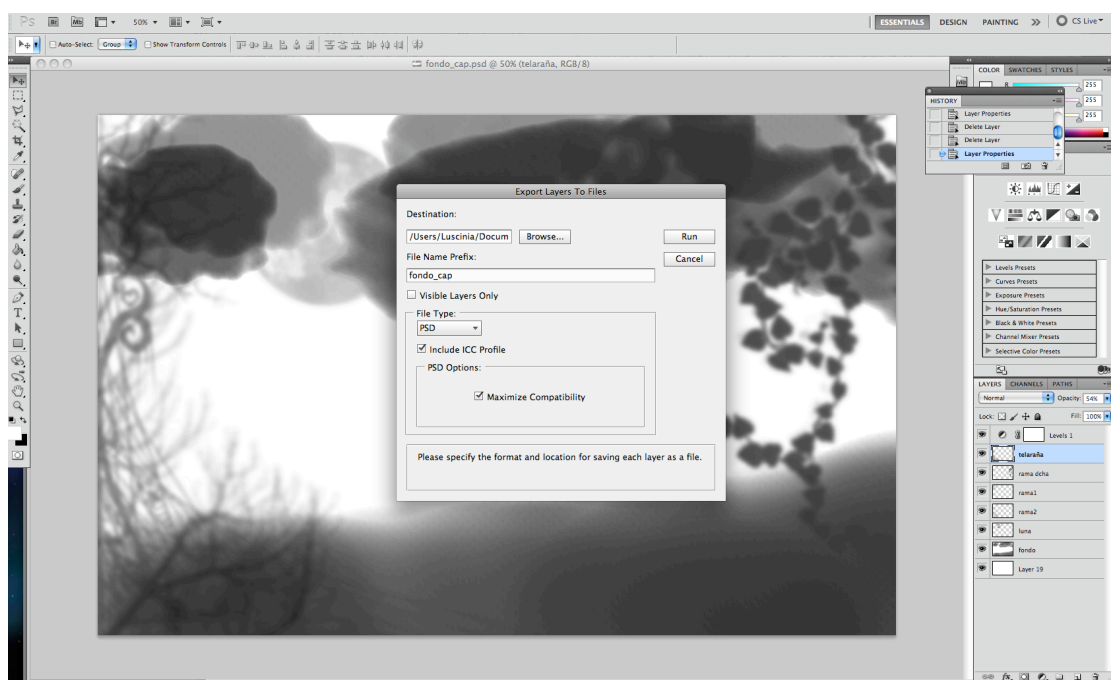 Ps Br Mb 50% ESSENTIALS DESIGN PAINTING CS Live
Auto-Select: Group Show Transform Controls
fondo_cap.psd @ 50% (telaraña, RGB/8)
COLOR SWATCHES STYLES
Mb
R 255
255
255
HISTORY
Layer Properties
Delete Layer
Delete Layer
Layer Properties
Export Layers To Files
Destination:
/Users/Luscinia/Docum Browse... Run
File Name Prefix: Cancel
fondo_cap
Visible Layers Only
File Type:
PSD
Include ICC Profile
PSD Options:
Maximize Compatibility
Please specify the format and location for saving each layer as a file.
Levels Presets
Curves Presets
Exposure Presets
Hue/Saturation Presets
Black & White Presets
Channel Mixer Presets
Selective Color Presets
LAYERS CHANNELS PATHS
Normal Opacity: 54%
Lock: Fill: 100%
Levels 1
telaraña
rama dcha
rama1
rama2
luna
fondo
Layer 19